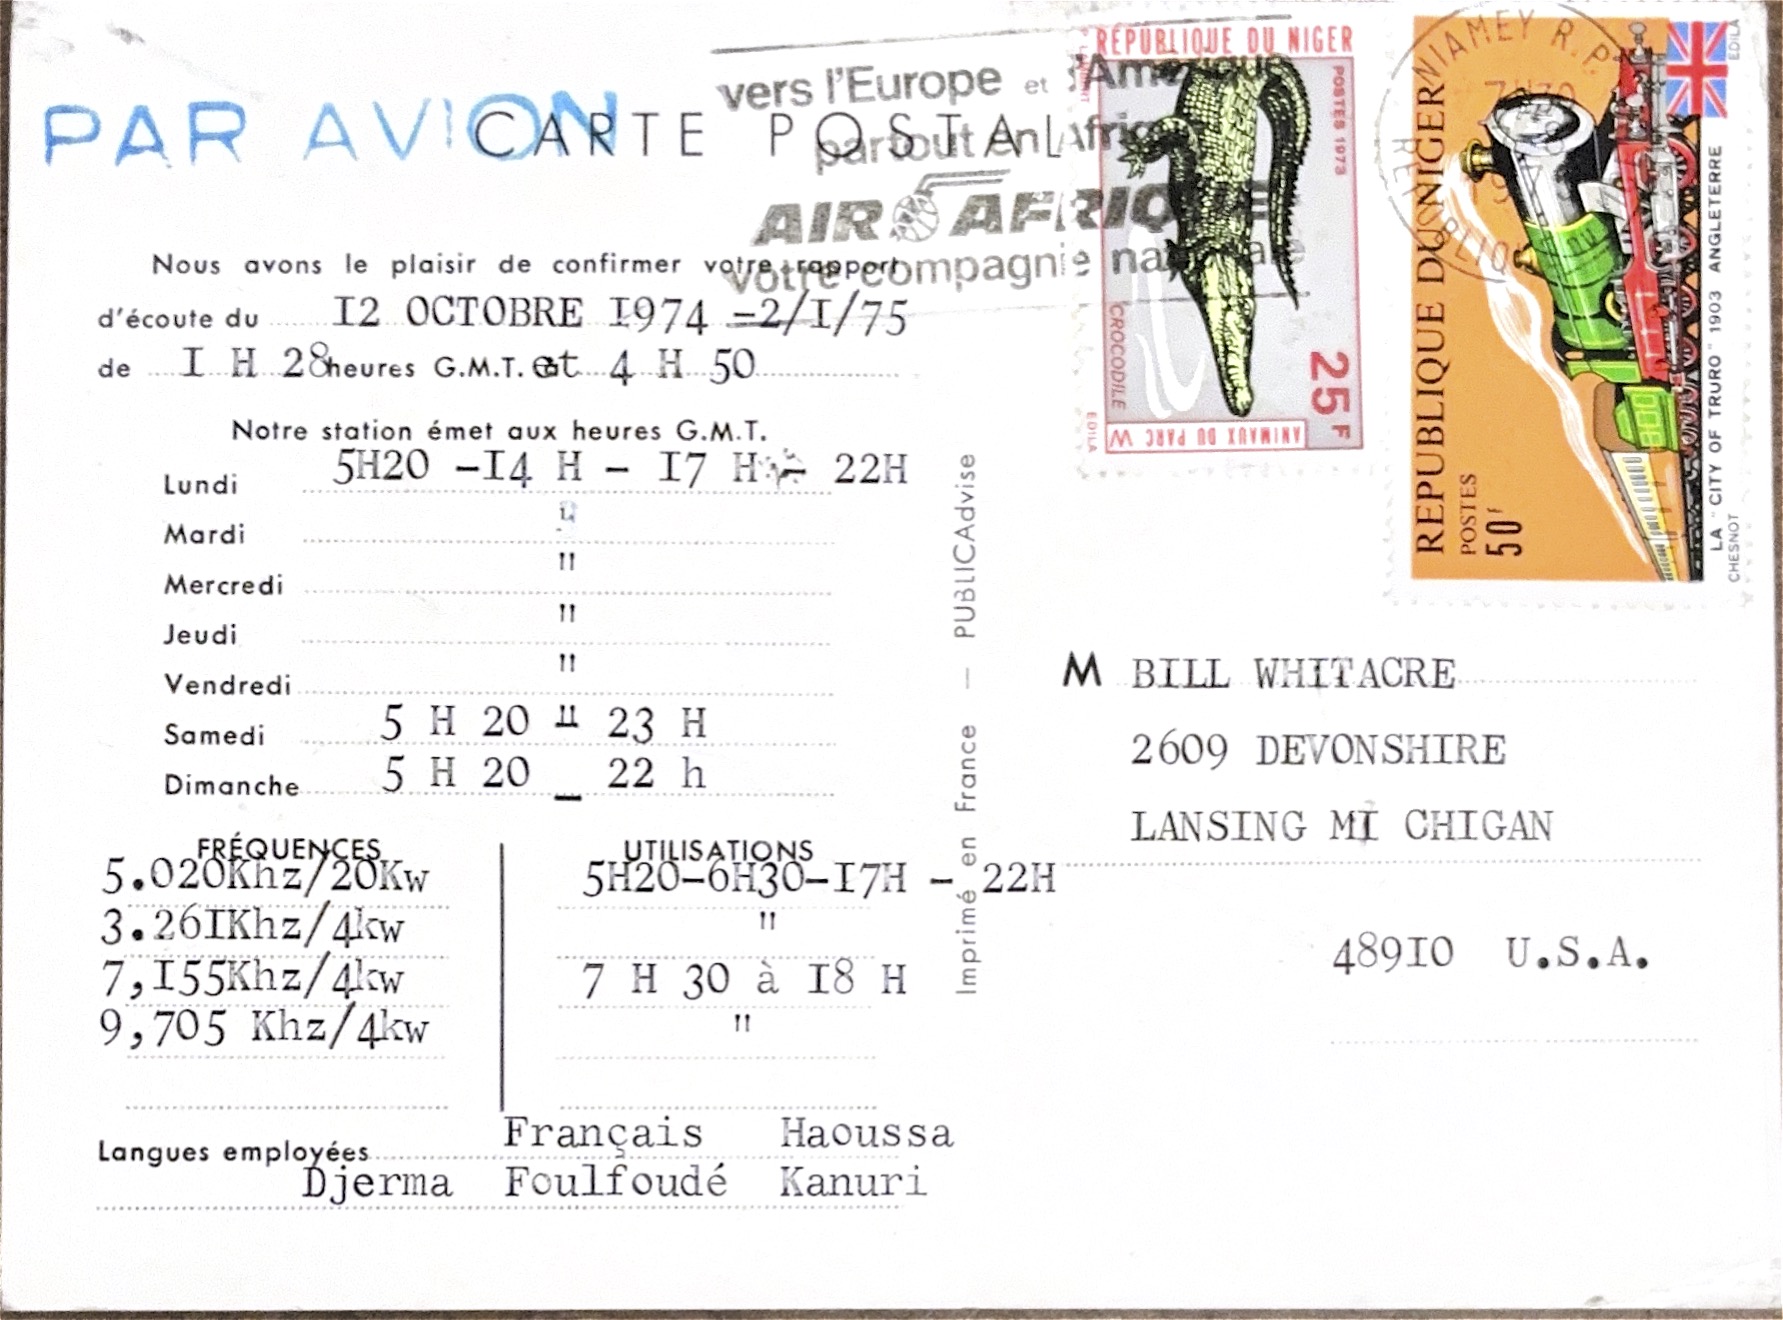 PAR AVION
CARTE POSTALE
vers l'Europe et l'Amérique
partout en Afrique
AIR AFRIQUE
votre compagnie nationale
RÉPUBLIQUE DU NIGER
POSTES 1973
CROCODILE
25F
ANIMAUX DU PARC W
EDILA
NIAMEY R.P.
REPUBLIQUE DU NIGER
POSTES
50F
LA "CITY OF TRURO" 1903 ANGLETERRE
CHESNOT
EDILA
Nous avons le plaisir de confirmer votre rapport
d'écoute du 12 OCTOBRE 1974 -2/1/75
de I H 28 heures G.M.T. et 4 H 50
Notre station émet aux heures G.M.T.
Lundi 5H20 -I4 H - I7 H - 22H
Mardi "
Mercredi "
Jeudi "
Vendredi "
Samedi 5 H 20 " 23 H
Dimanche 5 H 20 _ 22 h
FRÉQUENCES UTILISATIONS
5.020Khz/20Kw 5H20-6H30-I7H - 22H
3.26IKhz/4kw "
7,I55Khz/4kw 7 H 30 à I8 H
9,705 Khz/4kw "
Langues employées Français Haoussa
Djerma Foulfoudé Kanuri
Imprimé en France — PUBLICAdvise
M BILL WHITACRE
2609 DEVONSHIRE
LANSING MI CHIGAN
489I0 U.S.A.